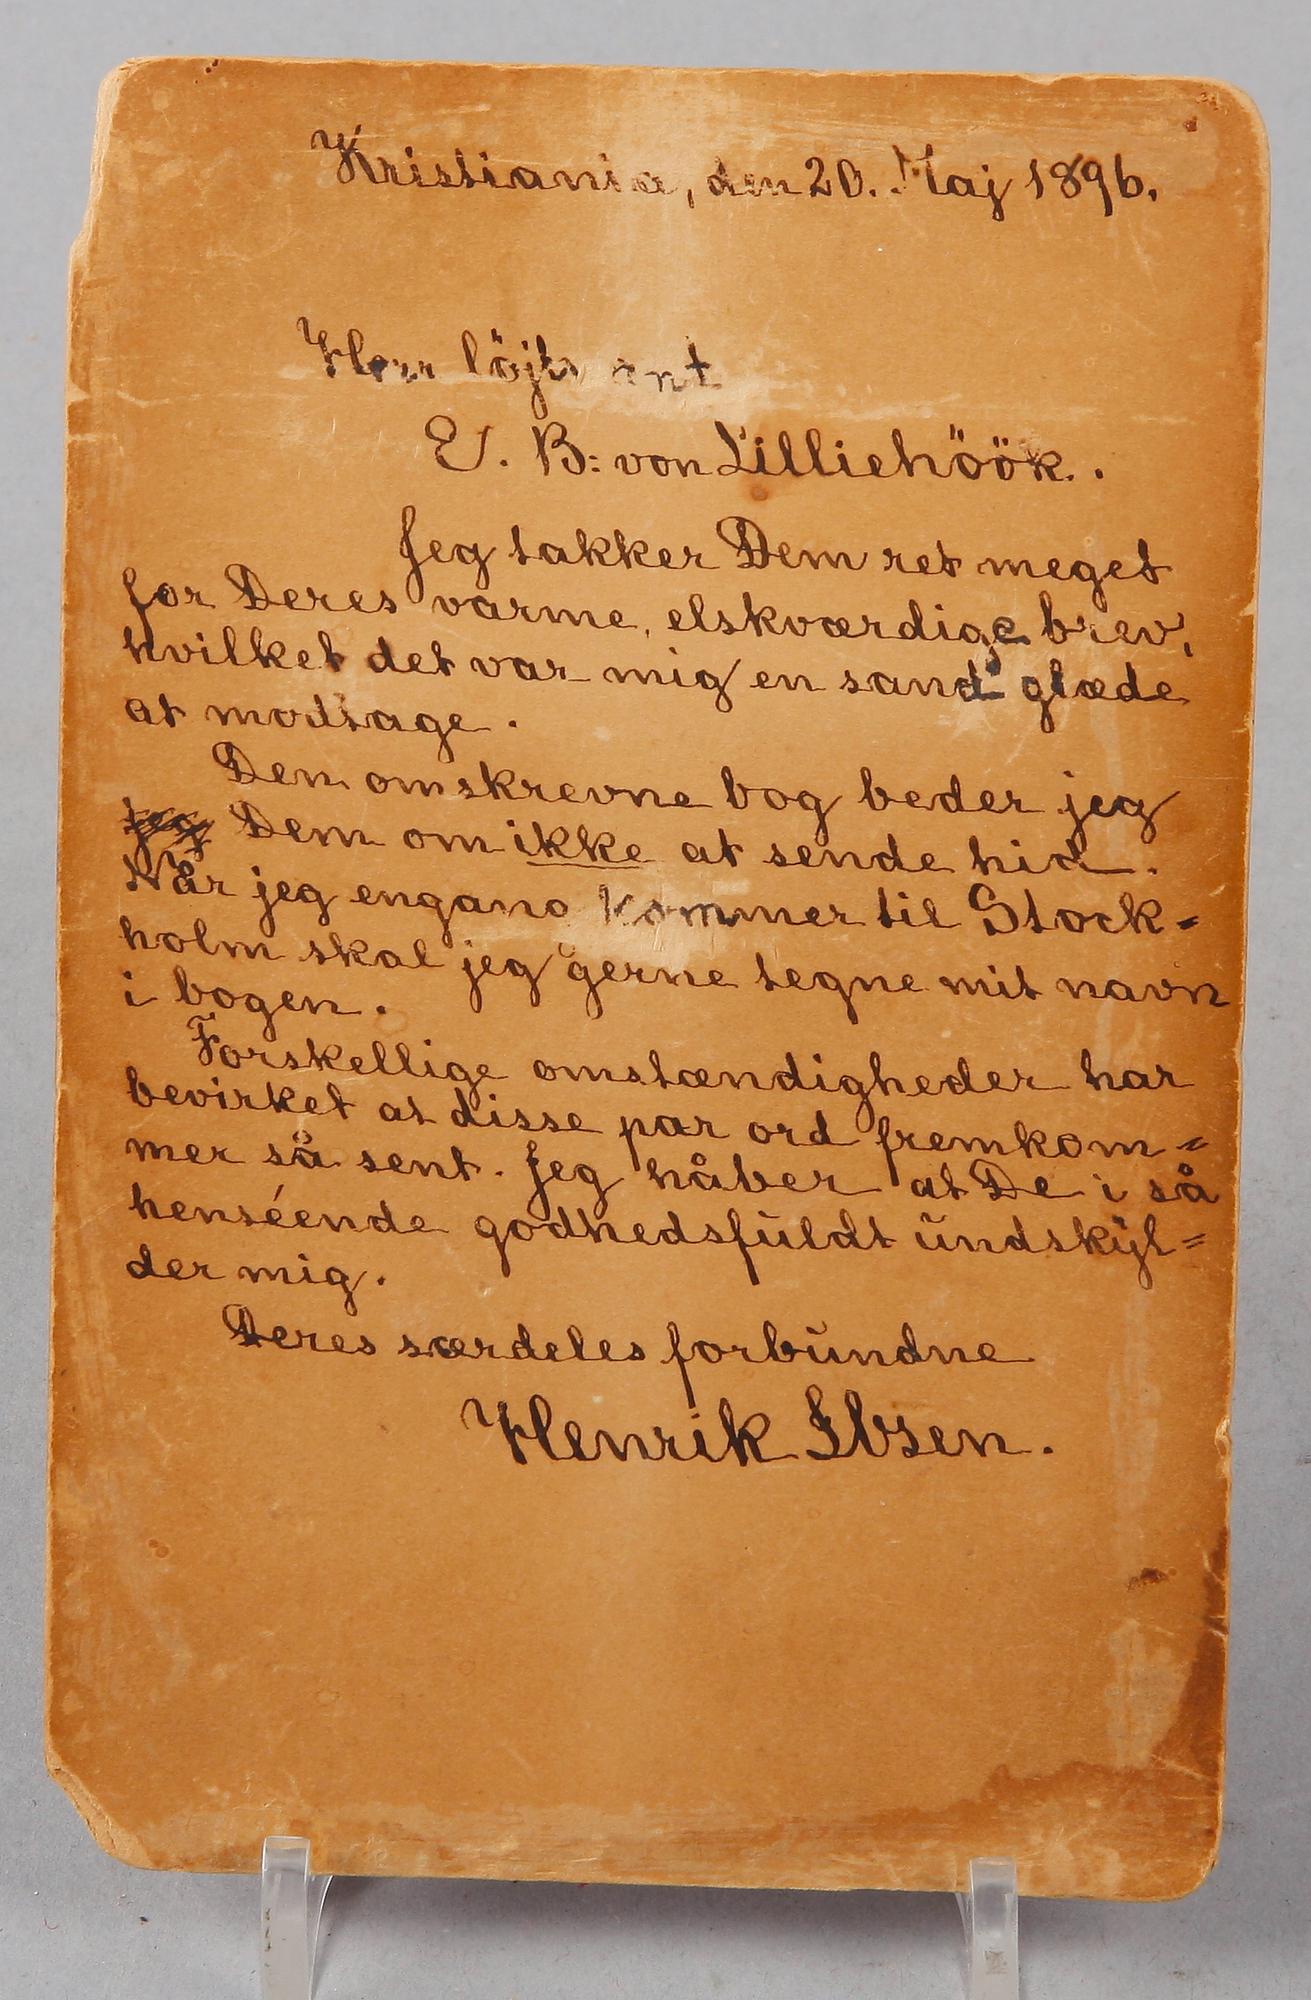 Kristiania, den 20. Maj 1896.
Herr löjtnant
E. B: von Lilliehöök.
Jeg takker Dem ret meget
for Deres varme, elskværdige brev,
hvilket det var mig en sand glæde
at modtage.
Den omskrevne bog beder jeg
jeg Dem om ikke at sende hid.
Når jeg engang kommer til Stock=
holm skal jeg gerne tegne mit navn
i bogen.
Forskellige omstændigheder har
bevirket at disse par ord fremkom=
mer så sent. Jeg håber at De i så
henséende godhedsfuldt undskyl=
der mig.
Deres særdeles forbundne
Henrik Ibsen.